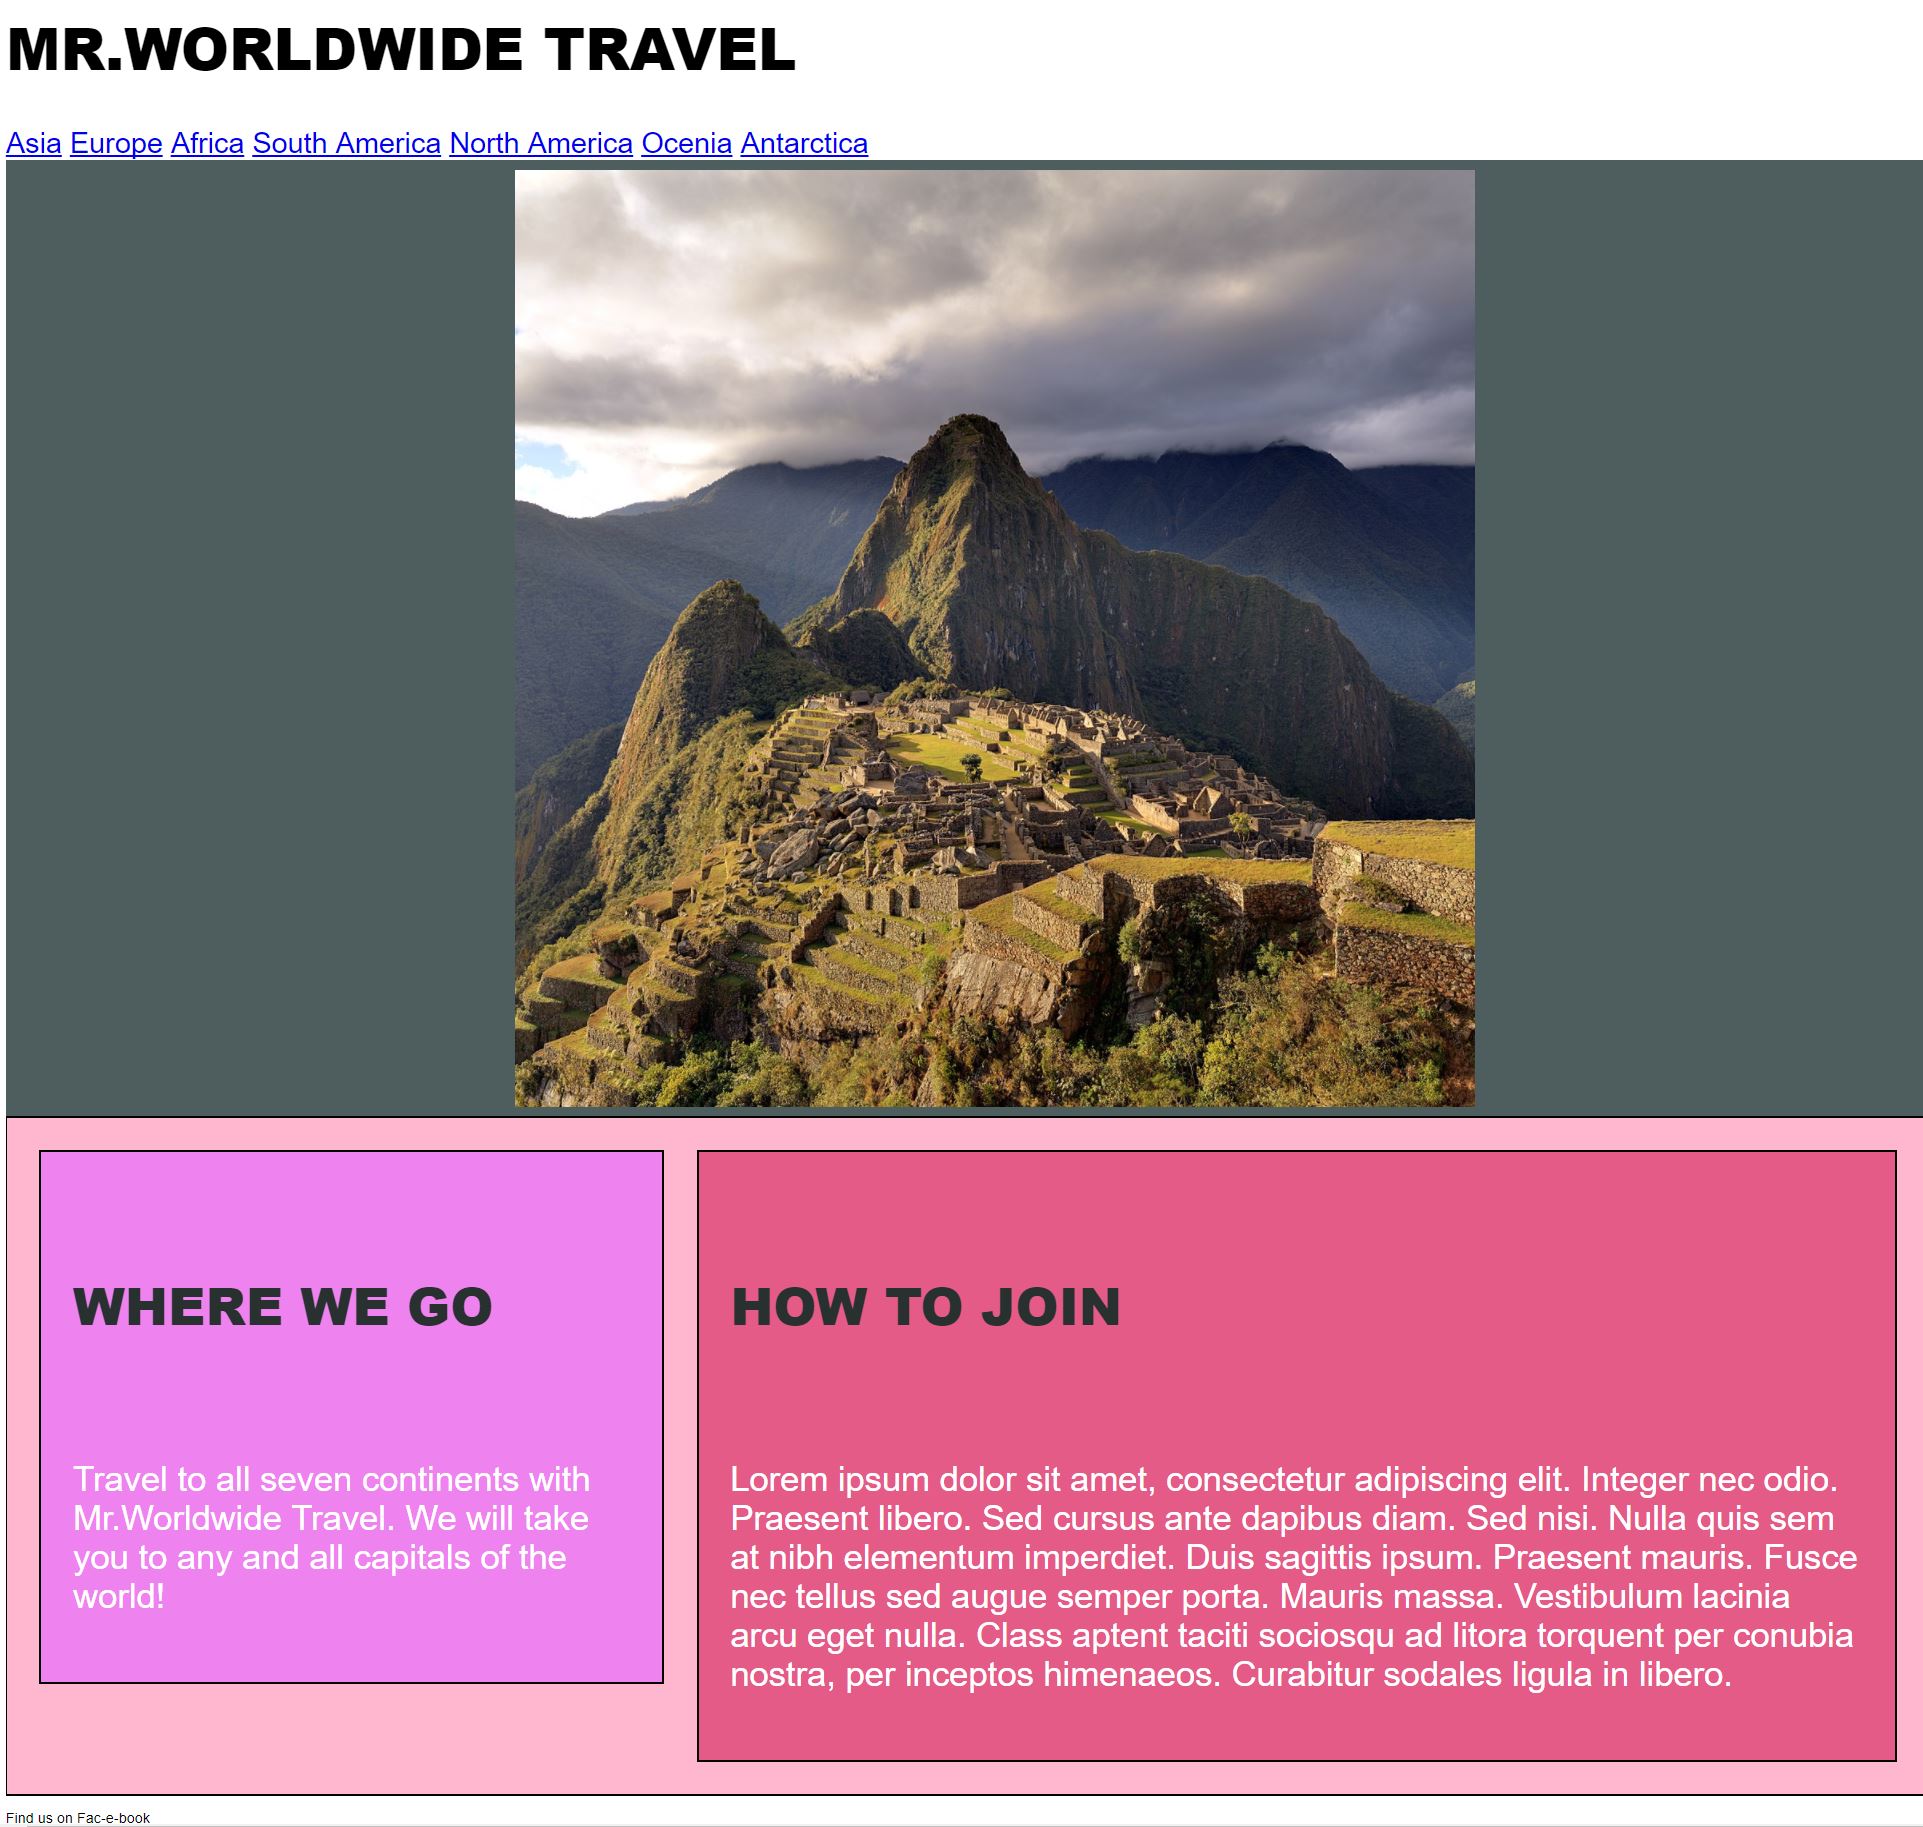 MR.WORLDWIDE TRAVEL
Asia Europe Africa South America North America Ocenia Antarctica
WHERE WE GO
Travel to all seven continents with
Mr.Worldwide Travel. We will take
you to any and all capitals of the
world!
HOW TO JOIN
Lorem ipsum dolor sit amet, consectetur adipiscing elit. Integer nec odio.
Praesent libero. Sed cursus ante dapibus diam. Sed nisi. Nulla quis sem
at nibh elementum imperdiet. Duis sagittis ipsum. Praesent mauris. Fusce
nec tellus sed augue semper porta. Mauris massa. Vestibulum lacinia
arcu eget nulla. Class aptent taciti sociosqu ad litora torquent per conubia
nostra, per inceptos himenaeos. Curabitur sodales ligula in libero.
Find us on Fac-e-book